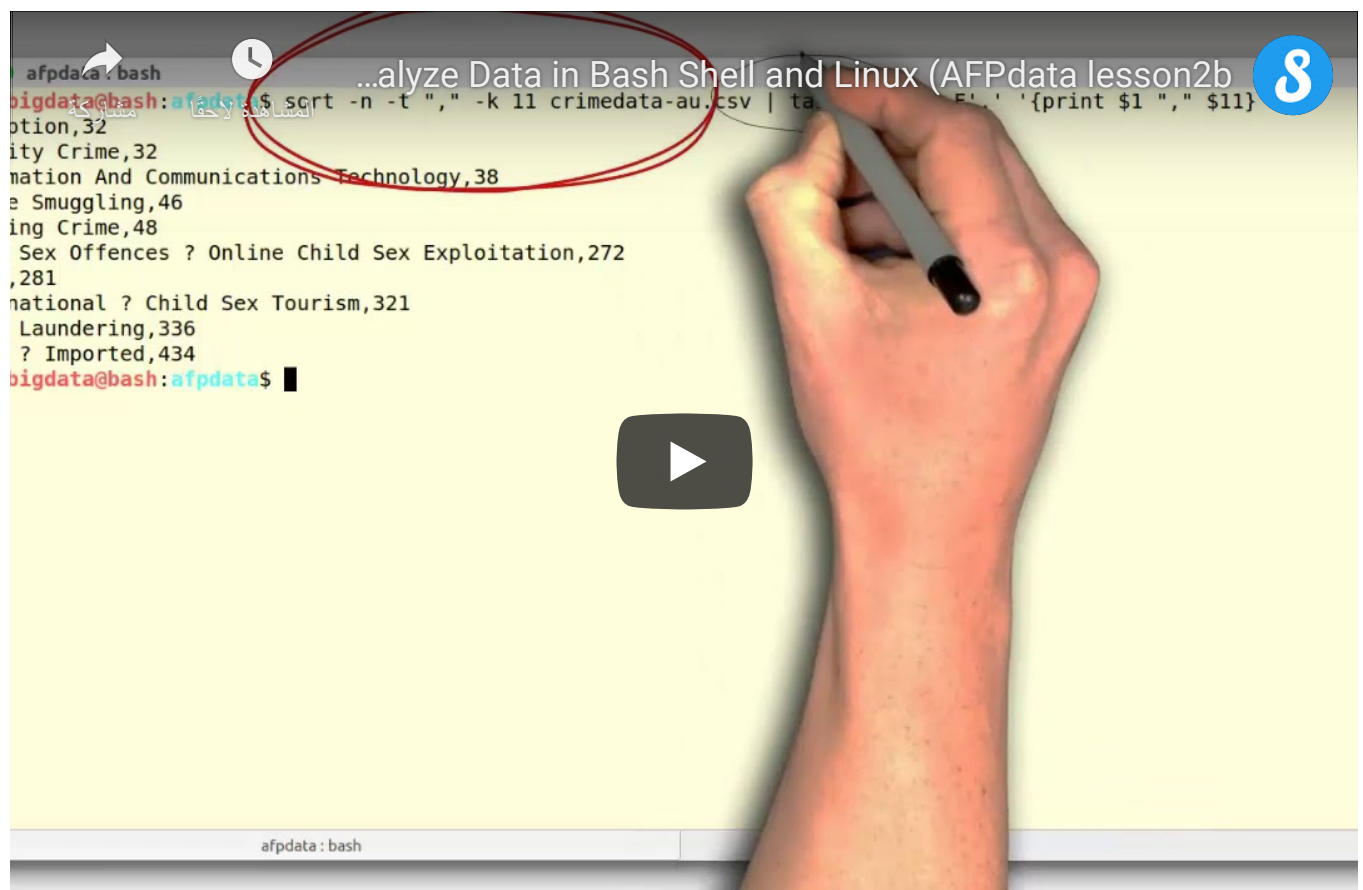 ...alyze Data in Bash Shell and Linux (AFPdata lesson2b
مشاركة
المشاهدة لاحقًا
afpdata : bash
bigdata@bash:afpdata$ sort -n -t "," -k 11 crimedata-au.csv | ta F',' '{print $1 "," $11}
ption,32
ity Crime,32
mation And Communications Technology,38
e Smuggling,46
ing Crime,48
Sex Offences ? Online Child Sex Exploitation,272
,281
national ? Child Sex Tourism,321
Laundering,336
? Imported,434
bigdata@bash:afpdata$
afpdata : bash